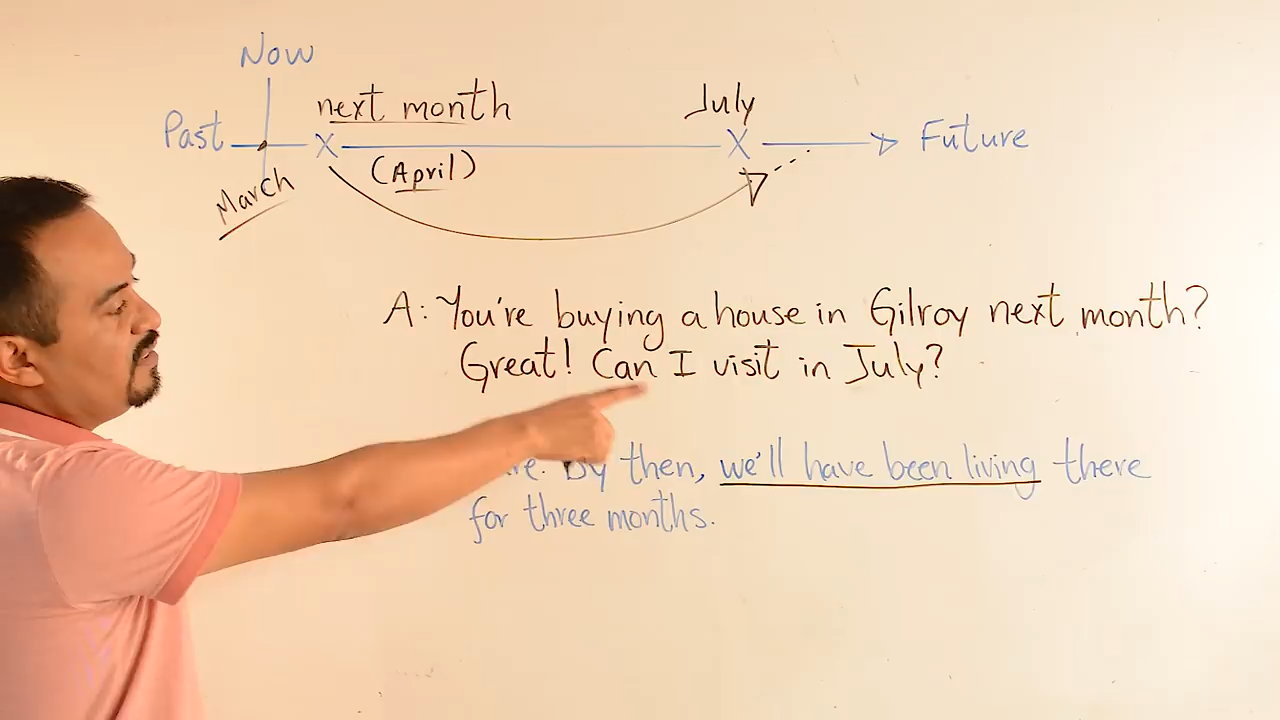 Now
next month
July
Past
X
X
Future
(April)
March
A: You're buying a house in Gilroy next month?
Great! Can I visit in July?
By then, we'll have been living there
for three months.